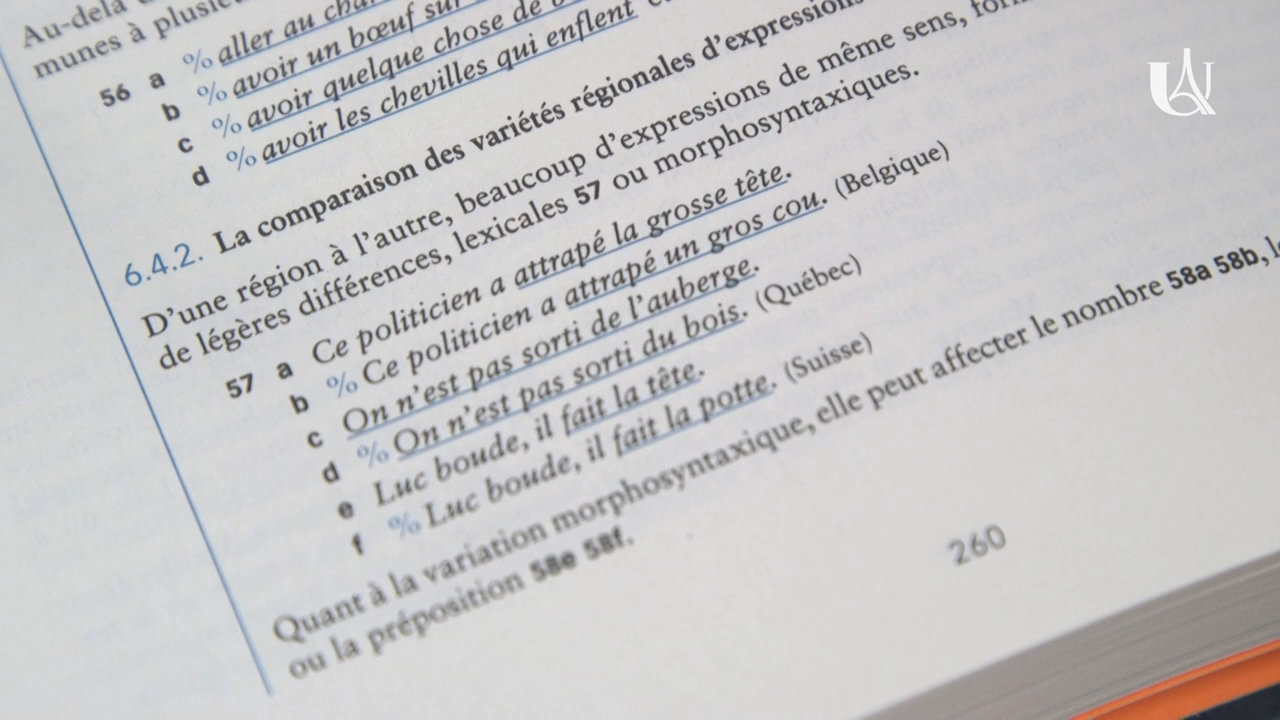 Au-delà
munes à plusieu
56 a % aller au
b % avoir un bœuf sur
c % avoir quelque chose de
d % avoir les chevilles qui enflent
6.4.2. La comparaison des variétés régionales d'expressions
D'une région à l'autre, beaucoup d'expressions de même sens,
de légères différences, lexicales 57 ou morphosyntaxiques.
57 a Ce politicien a attrapé la grosse tête.
b % Ce politicien a attrapé un gros cou. (Belgique)
c On n'est pas sorti de l'auberge.
d % On n'est pas sorti du bois. (Québec)
e Luc boude, il fait la tête.
f % Luc boude, il fait la potte. (Suisse)
Quant à la variation morphosyntaxique, elle peut affecter le nombre 58a 58b,
ou la préposition 58e 58f.
260